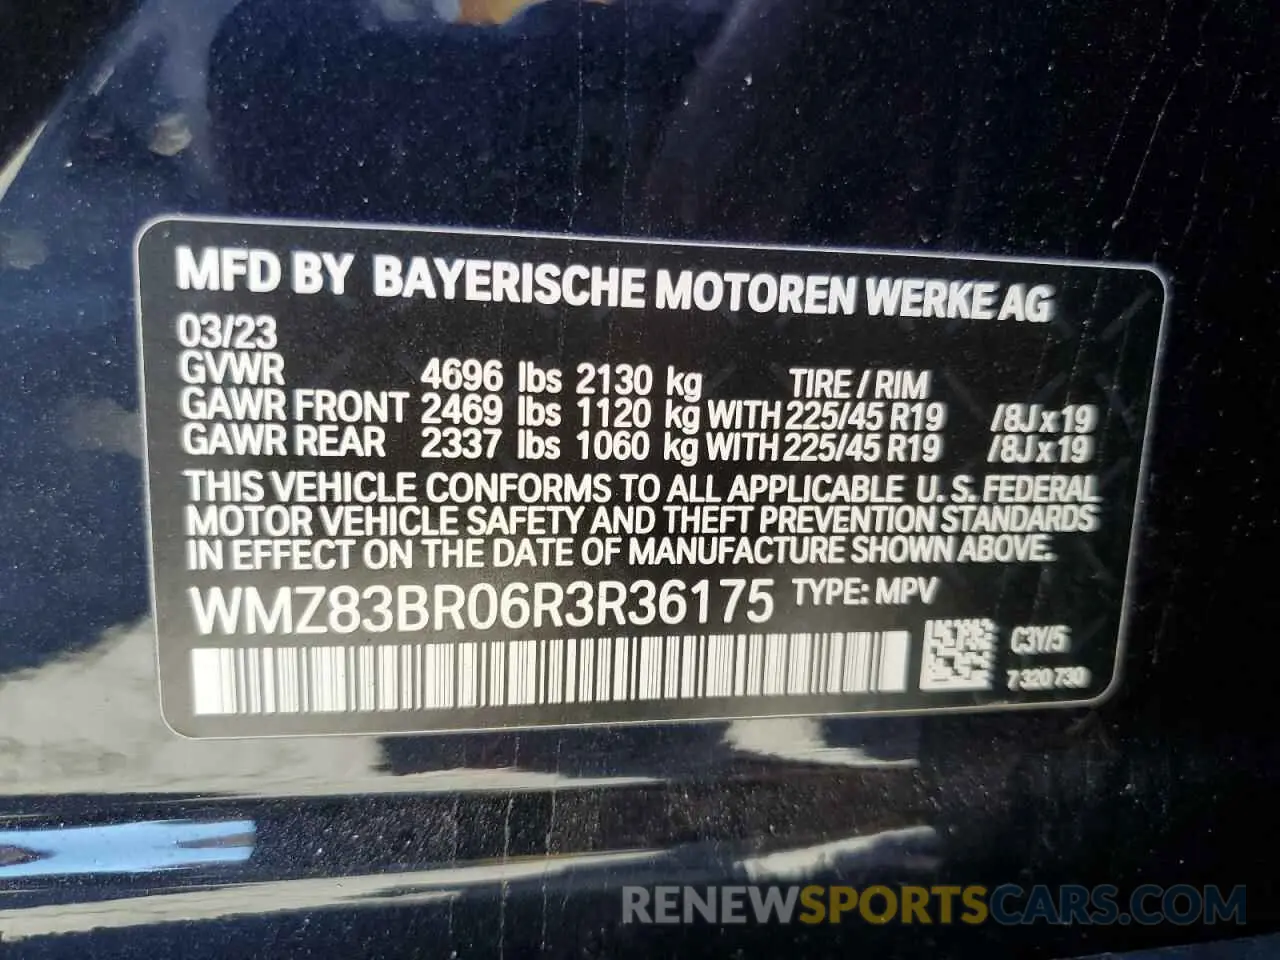 MFD BY BAYERISCHE MOTOREN WERKE AG
03/23
GVWR 4696 lbs 2130 kg TIRE / RIM
GAWR FRONT 2469 lbs 1120 kg WITH 225/45 R19 /8J x 19
GAWR REAR 2337 lbs 1060 kg WITH 225/45 R19 /8J x 19
THIS VEHICLE CONFORMS TO ALL APPLICABLE U. S. FEDERAL
MOTOR VEHICLE SAFETY AND THEFT PREVENTION STANDARDS
IN EFFECT ON THE DATE OF MANUFACTURE SHOWN ABOVE.
WMZ83BR06R3R36175 TYPE: MPV
C3Y/5
7 320 730
RENEWSPORTSCARS.COM